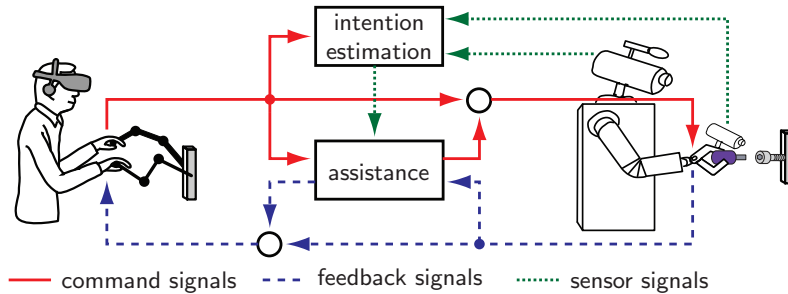 intention
estimation
assistance
command signals
feedback signals
sensor signals